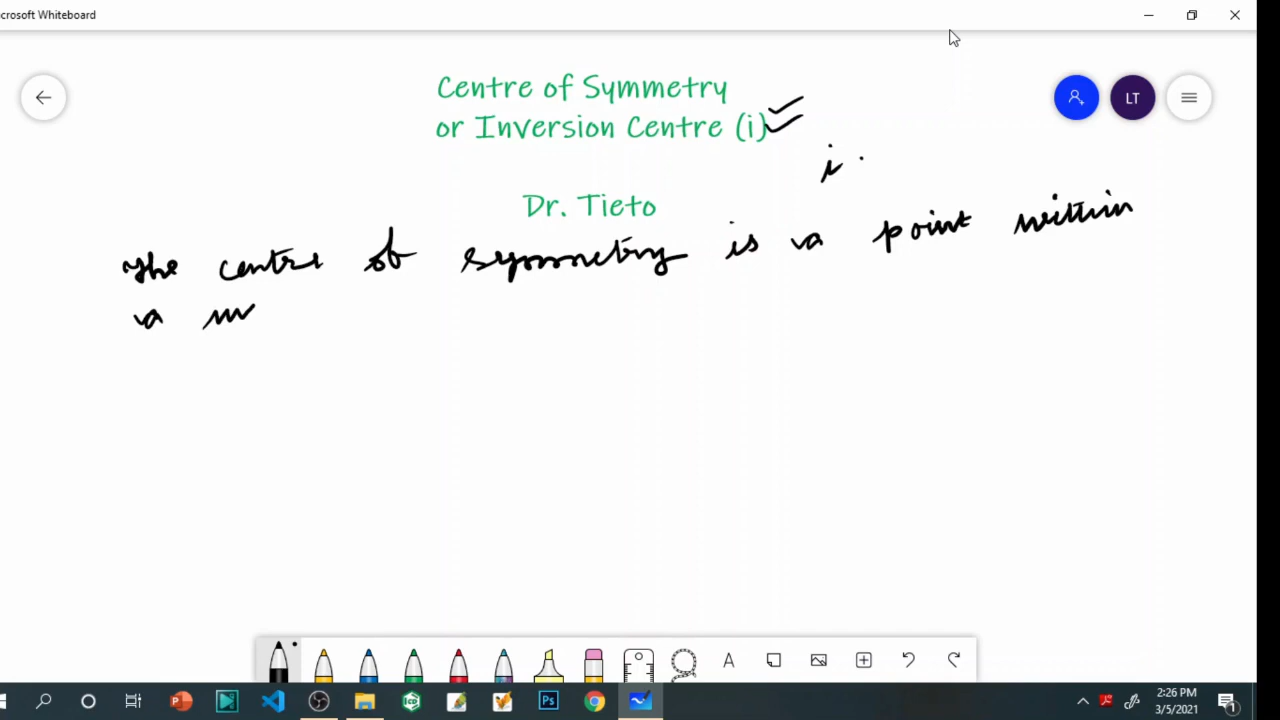 crosoft Whiteboard
Centre of Symmetry
or Inversion Centre (i)
LT
i
Dr. Tieto
The centre of symmetry is a point within
a
A
2:26 PM
3/5/2021
1